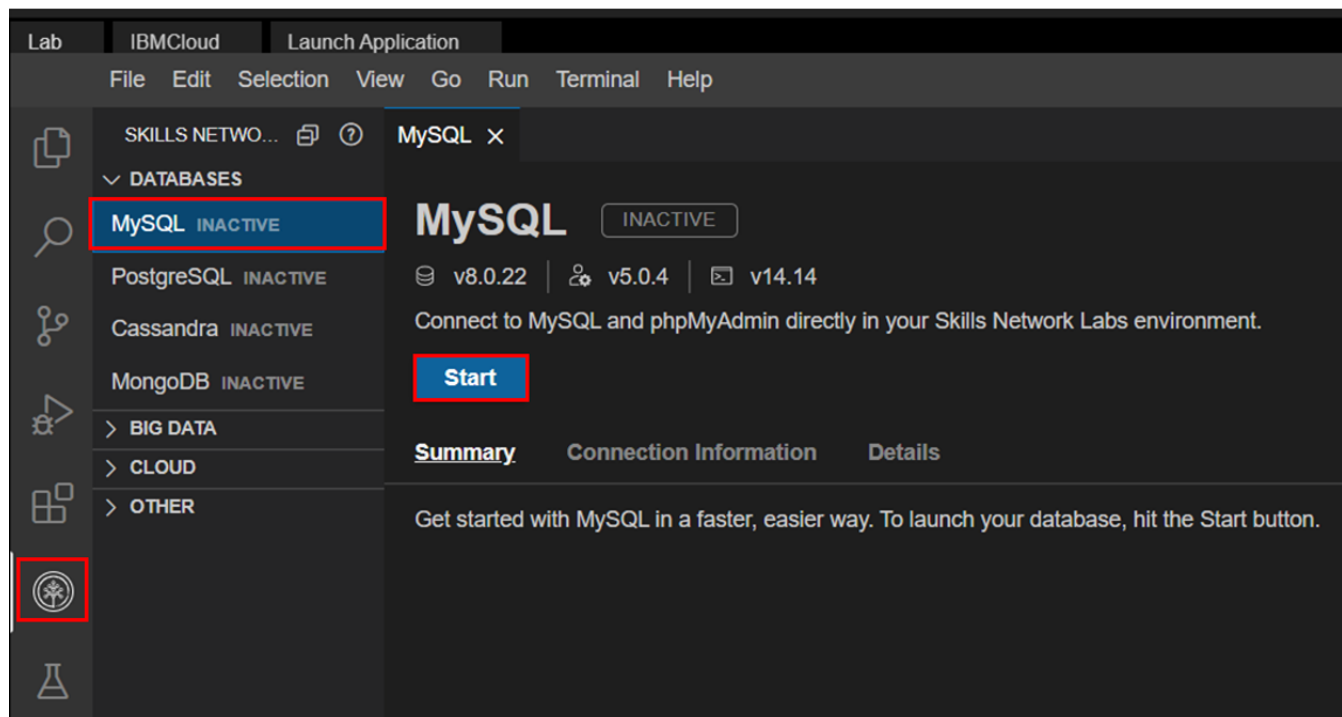 Lab IBMCloud Launch Application
File Edit Selection View Go Run Terminal Help
SKILLS NETWO... MySQL
DATABASES
MySQL INACTIVE
PostgreSQL INACTIVE
Cassandra INACTIVE
MongoDB INACTIVE
BIG DATA
CLOUD
OTHER
MySQL INACTIVE
v8.0.22 v5.0.4 v14.14
Connect to MySQL and phpMyAdmin directly in your Skills Network Labs environment.
Start
Summary Connection Information Details
Get started with MySQL in a faster, easier way. To launch your database, hit the Start button.